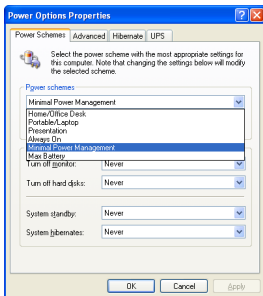 Power Options Properties
Power Schemes Advanced Hibernate UPS
Select the power scheme with the most appropriate settings for
this computer. Note that changing the settings below will modify
the selected scheme.
Power schemes
Minimal Power Management
Home/Office Desk
Portable/Laptop
Presentation
Always On
Minimal Power Management
Max Battery
Turn off monitor: Never
Turn off hard disks: Never
System standby: Never
System hibernates: Never
OK Cancel Apply